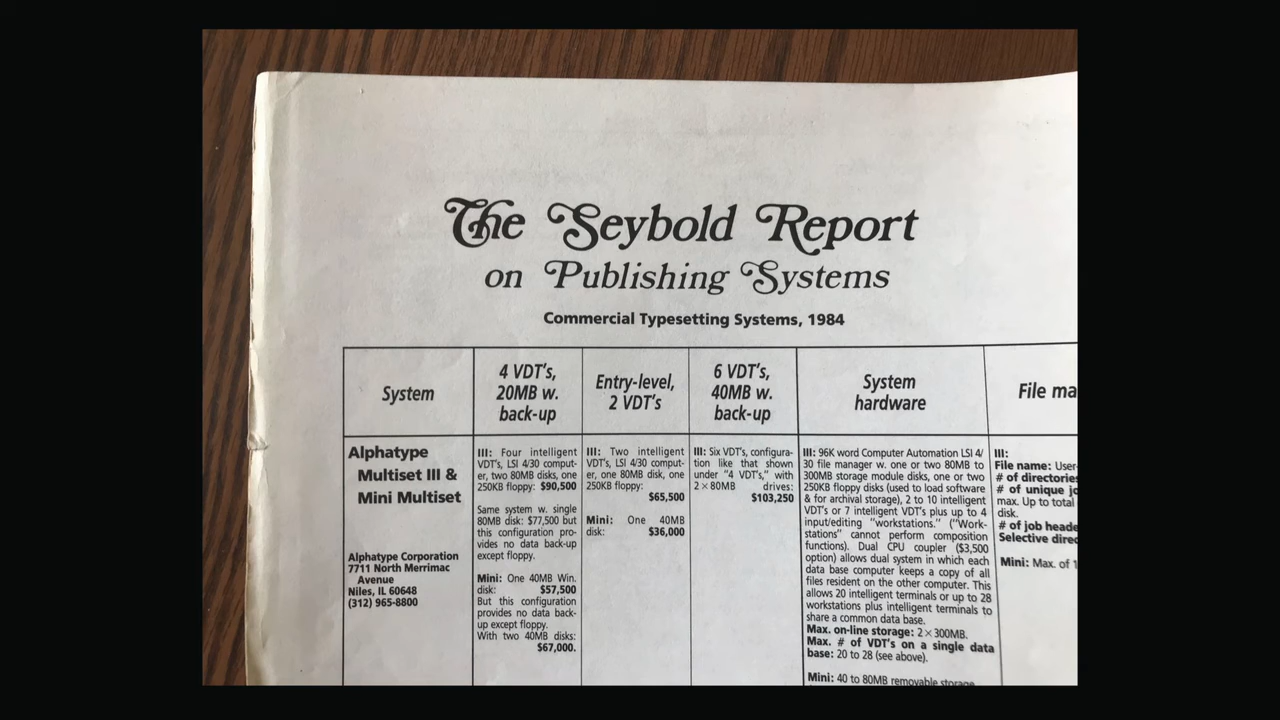 The Seybold Report
on Publishing Systems
Commercial Typesetting Systems, 1984
System
4 VDT's,
20MB w.
back-up
Entry-level,
2 VDT's
6 VDT's,
40MB w.
back-up
System
hardware
File ma
Alphatype
Multiset III &
Mini Multiset
Alphatype Corporation
7711 North Merrimac
Avenue
Niles, IL 60648
(312) 965-8800
III: Four intelligent
VDT's, LSI 4/30 comput-
er, two 80MB disks, one
250KB floppy: $90,500
Same system w. single
80MB disk: $77,500 but
this configuration pro-
vides no data back-up
except floppy.
Mini: One 40MB Win.
disk: $57,500
But this configuration
provides no data back-
up except floppy.
With two 40MB disks:
$67,000.
III: Two intelligent
VDT's, LSI 4/30 comput-
er, one 80MB disk, one
250KB floppy:
$65,500
Mini: One 40MB
disk: $36,000
III: Six VDT's, configura-
tion like that shown
under "4 VDT's," with
2 × 80MB drives:
$103,250
III: 96K word Computer Automation LSI 4/
30 file manager w. one or two 80MB to
300MB storage module disks, one or two
250KB floppy disks (used to load software
& for archival storage), 2 to 10 intelligent
VDT's or 7 intelligent VDT's plus up to 4
input/editing "workstations." ("Work-
stations" cannot perform composition
functions). Dual CPU coupler ($3,500
option) allows dual system in which each
data base computer keeps a copy of all
files resident on the other computer. This
allows 20 intelligent terminals or up to 28
workstations plus intelligent terminals to
share a common data base.
Max. on-line storage: 2 × 300MB.
Max. # of VDT's on a single data
base: 20 to 28 (see above).
Mini: 40 to 80MB removable storage
III:
File name: User-
# of directories
# of unique jo
max. Up to total
disk.
# of job heade
Selective direc
Mini: Max. of 1